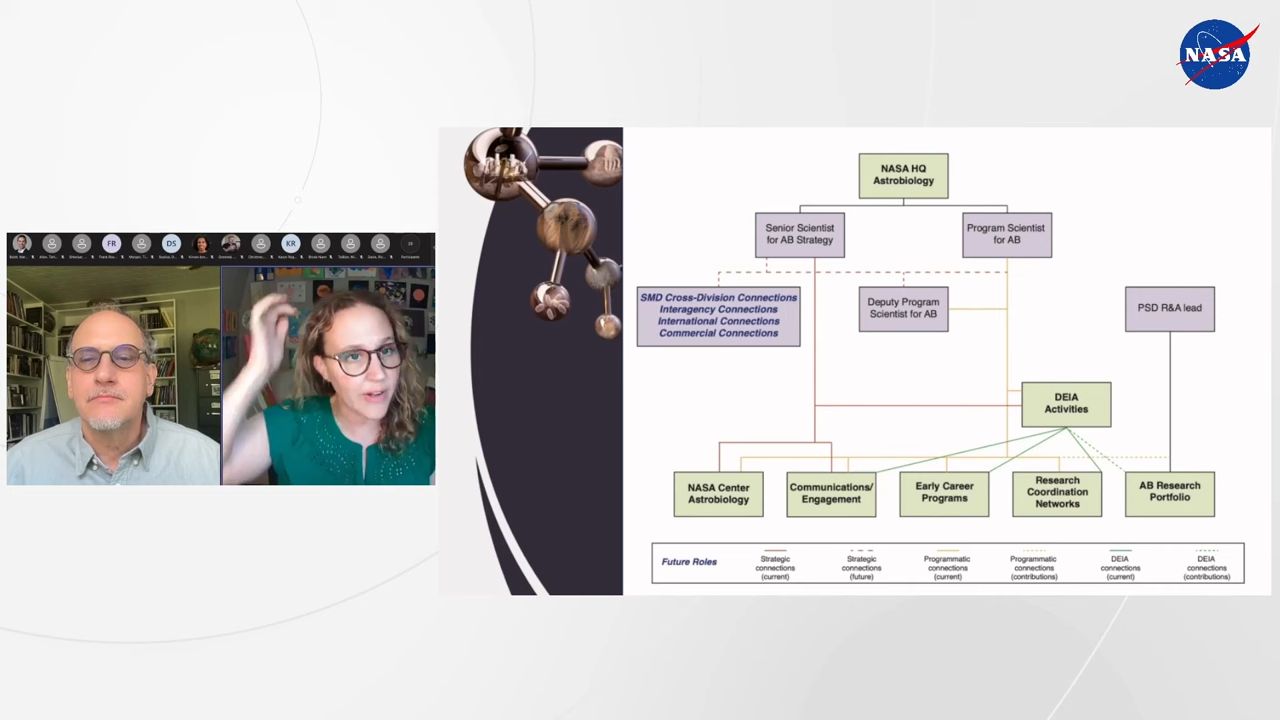 NASA
FR
DS
KR
Participants
NASA HQ
Astrobiology
Senior Scientist
for AB Strategy
Program Scientist
for AB
SMD Cross-Division Connections
Interagency Connections
International Connections
Commercial Connections
Deputy Program
Scientist for AB
PSD R&A lead
DEIA
Activities
NASA Center
Astrobiology
Communications/
Engagement
Early Career
Programs
Research
Coordination
Networks
AB Research
Portfolio
Future Roles
Strategic
connections
(current)
Strategic
connections
(future)
Programmatic
connections
(current)
Programmatic
connections
(contributions)
DEIA
connections
(current)
DEIA
connections
(contributions)